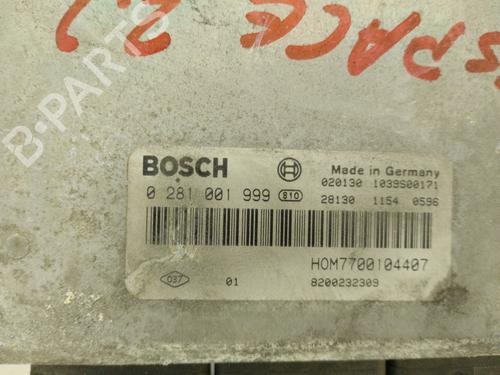 SPACE 2.2
B-PARTS
BOSCH
Made in Germany
0 281 001 999 810
020130 1039S00171
28130 1154 0596
HOM7700104407
037 01 8200232309